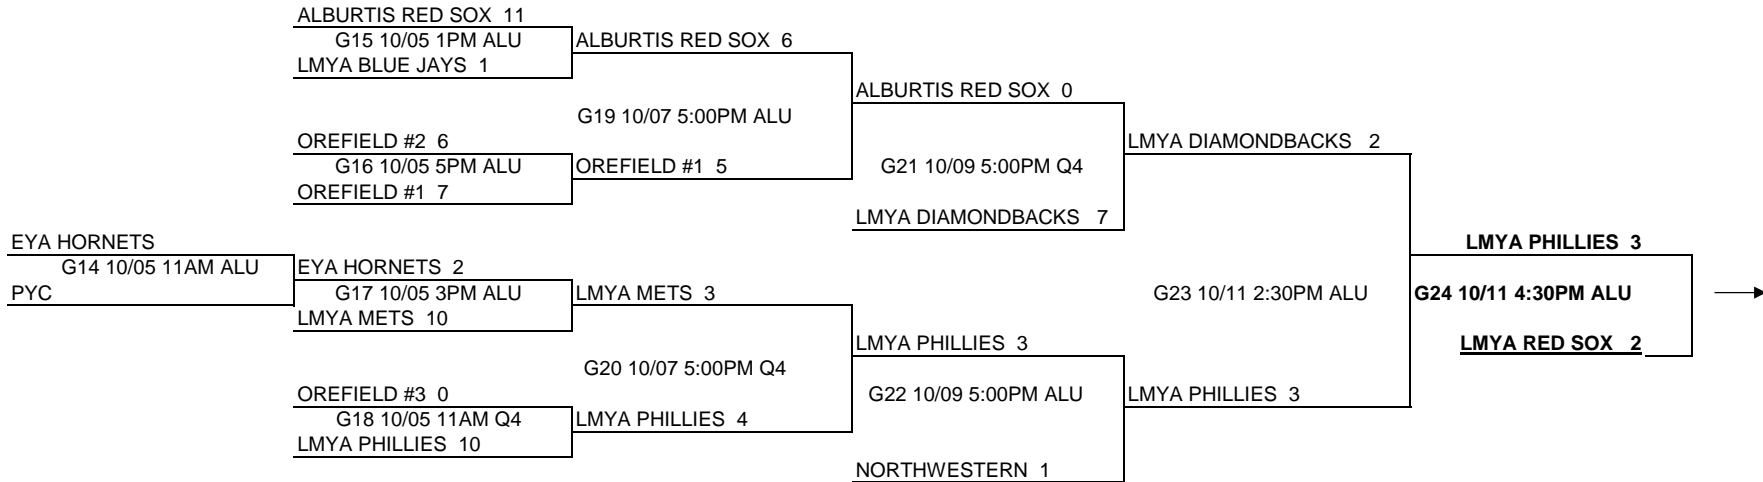 ALBURTIS RED SOX 11
G15 10/05 1PM ALU
ALBURTIS RED SOX 6
LMYA BLUE JAYS 1
ALBURTIS RED SOX 0
G19 10/07 5:00PM ALU
OREFIELD #2 6
LMYA DIAMONDBACKS 2
G16 10/05 5PM ALU
OREFIELD #1 5
G21 10/09 5:00PM Q4
OREFIELD #1 7
LMYA DIAMONDBACKS 7
EYA HORNETS
LMYA PHILLIES 3
G14 10/05 11AM ALU
EYA HORNETS 2
PYC
G17 10/05 3PM ALU
LMYA METS 3
G23 10/11 2:30PM ALU
G24 10/11 4:30PM ALU
LMYA METS 10
LMYA PHILLIES 3
LMYA RED SOX 2
G20 10/07 5:00PM Q4
OREFIELD #3 0
G22 10/09 5:00PM ALU
LMYA PHILLIES 3
G18 10/05 11AM Q4
LMYA PHILLIES 4
LMYA PHILLIES 10
NORTHWESTERN 1